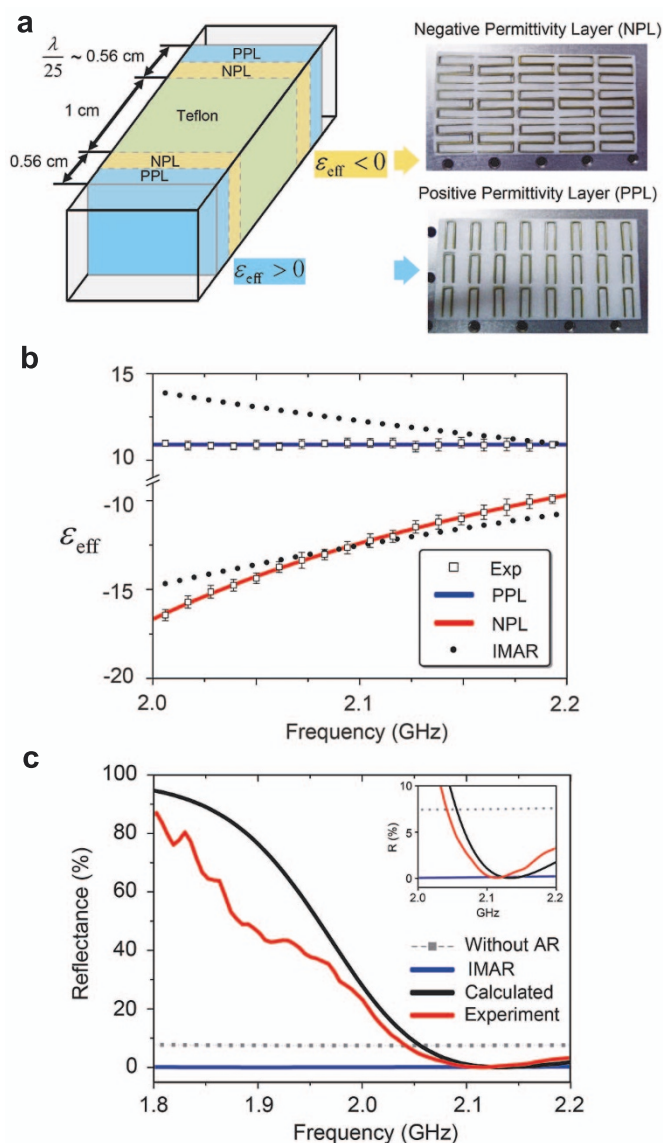 a
λ/25 ~ 0.56 cm
1 cm
0.56 cm
PPL
NPL
Teflon
NPL
PPL
ε_eff < 0
ε_eff > 0
Negative Permittivity Layer (NPL)
Positive Permittivity Layer (PPL)
b
15
10
-10
-15
-20
ε_eff
Exp
PPL
NPL
IMAR
2.0 2.1 2.2
Frequency (GHz)
c
100
80
60
40
20
0
Reflectance (%)
10
5
0
R (%)
2.0 2.1 2.2
GHz
Without AR
IMAR
Calculated
Experiment
1.8 1.9 2.0 2.1 2.2
Frequency (GHz)